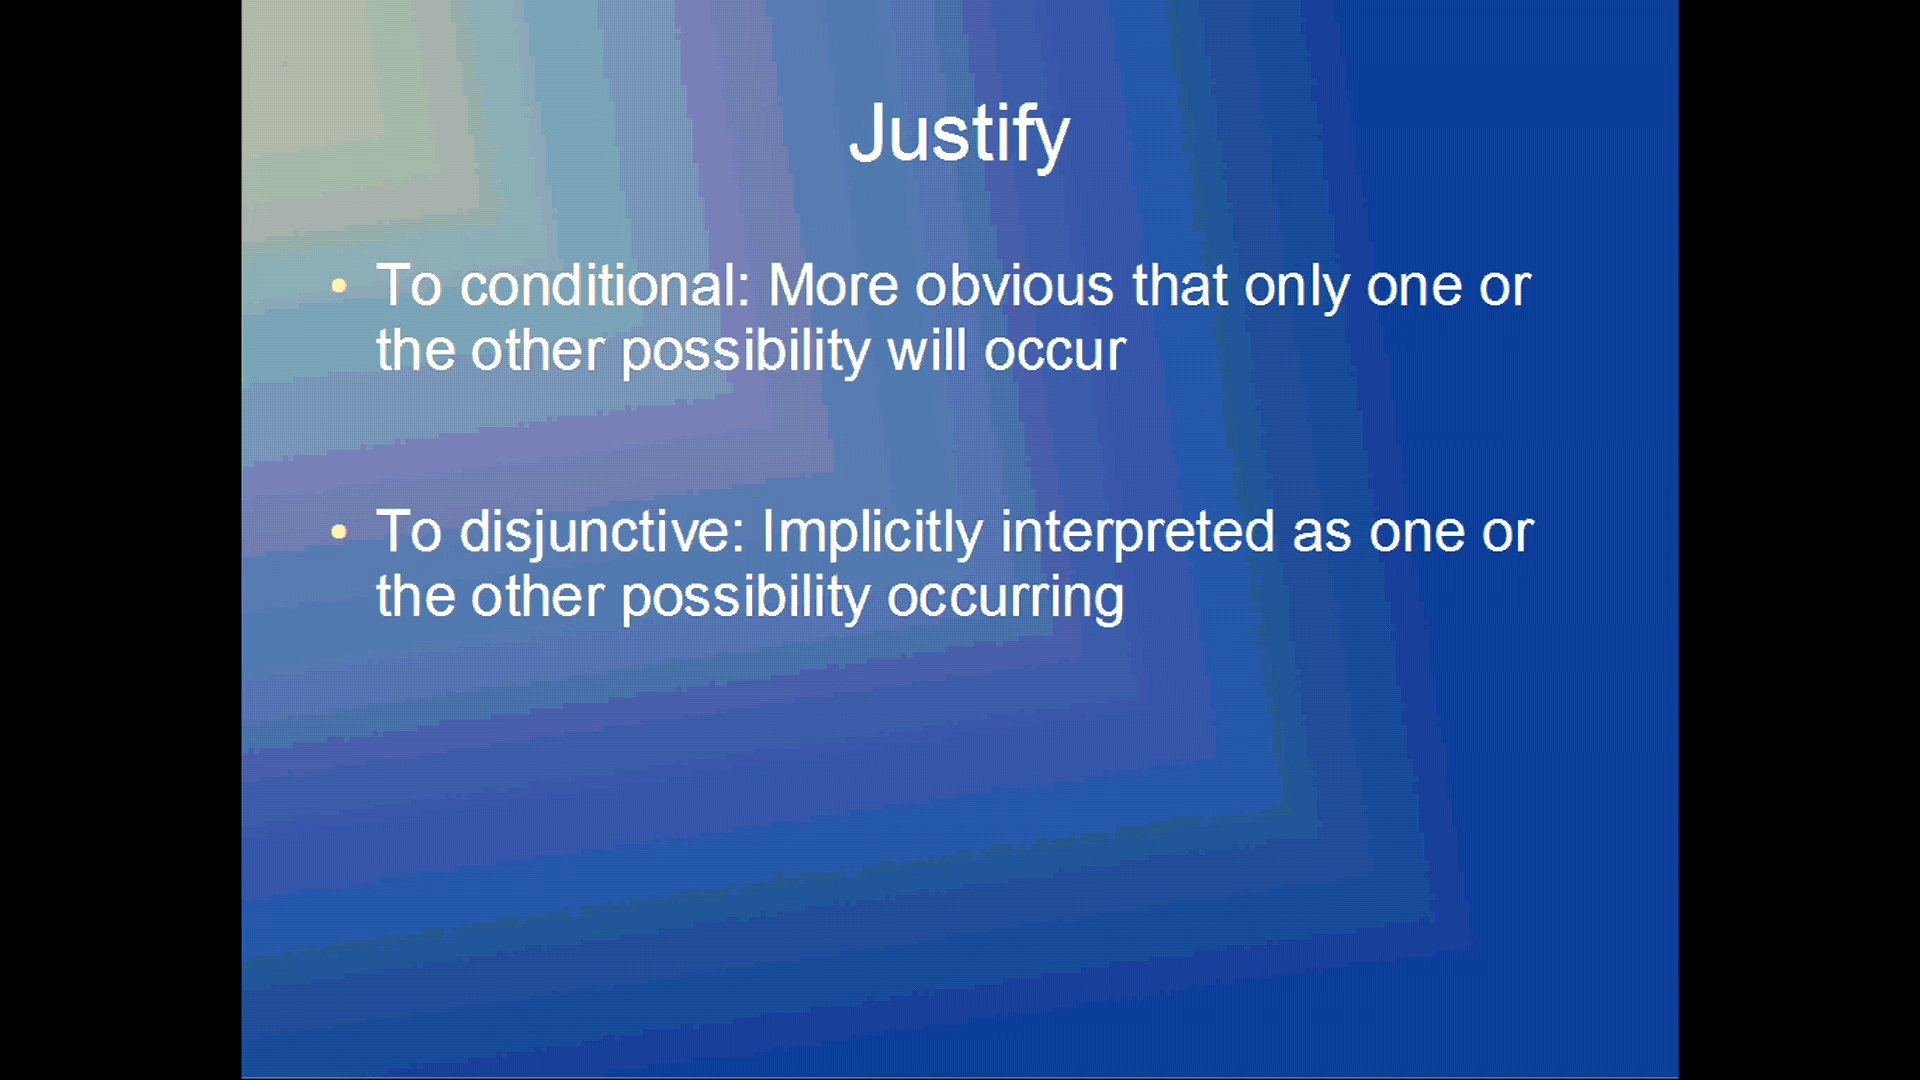 Justify
• To conditional: More obvious that only one or
the other possibility will occur
• To disjunctive: Implicitly interpreted as one or
the other possibility occurring